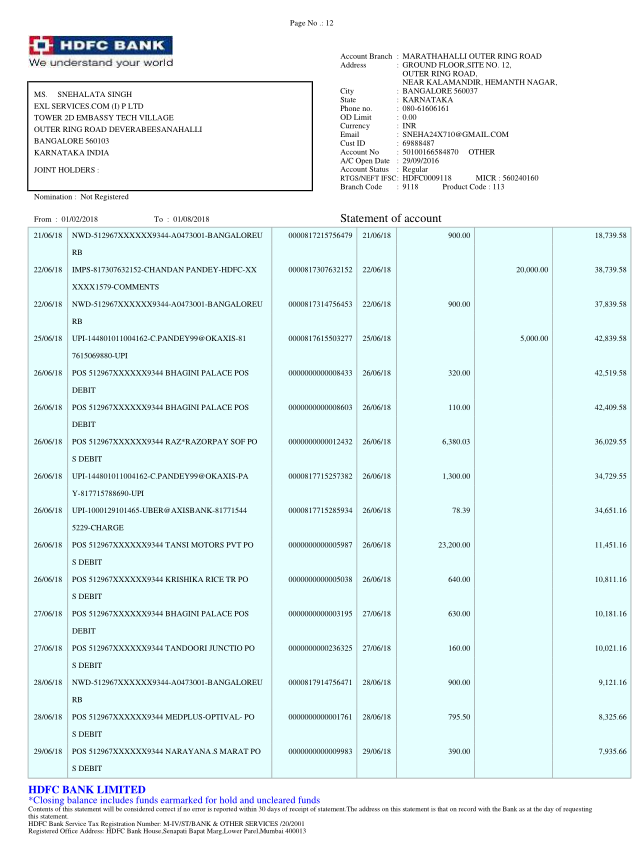 Page No .: 12
HDFC BANK
We understand your world
MS. SNEHALATA SINGH
EXL SERVICES.COM (I) P LTD
TOWER 2D EMBASSY TECH VILLAGE
OUTER RING ROAD DEVERABEESANAHALLI
BANGALORE 560103
KARNATAKA INDIA
JOINT HOLDERS :
Nomination : Not Registered
Account Branch : MARATHAHALLI OUTER RING ROAD
Address : GROUND FLOOR,SITE NO. 12,
OUTER RING ROAD,
NEAR KALAMANDIR, HEMANTH NAGAR,
City : BANGALORE 560037
State : KARNATAKA
Phone no. : 080-61606161
OD Limit : 0.00
Currency : INR
Email : SNEHA24X710@GMAIL.COM
Cust ID : 69888487
Account No : 50100166584870 OTHER
A/C Open Date : 29/09/2016
Account Status : Regular
RTGS/NEFT IFSC: HDFC0009118 MICR : 560240160
Branch Code : 9118 Product Code : 113
From : 01/02/2018 To : 01/08/2018 Statement of account
21/06/18 NWD-512967XXXXXX9344-A0473001-BANGALOREU 0000817215756479 21/06/18 900.00 18,739.58
RB
22/06/18 IMPS-817307632152-CHANDAN PANDEY-HDFC-XX 0000817307632152 22/06/18 20,000.00 38,739.58
XXXX1579-COMMENTS
22/06/18 NWD-512967XXXXXX9344-A0473001-BANGALOREU 0000817314756453 22/06/18 900.00 37,839.58
RB
25/06/18 UPI-144801011004162-C.PANDEY99@OKAXIS-81 0000817615503277 25/06/18 5,000.00 42,839.58
7615069880-UPI
26/06/18 POS 512967XXXXXX9344 BHAGINI PALACE POS 0000000000008433 26/06/18 320.00 42,519.58
DEBIT
26/06/18 POS 512967XXXXXX9344 BHAGINI PALACE POS 0000000000008603 26/06/18 110.00 42,409.58
DEBIT
26/06/18 POS 512967XXXXXX9344 RAZ*RAZORPAY SOF PO 0000000000012432 26/06/18 6,380.03 36,029.55
S DEBIT
26/06/18 UPI-144801011004162-C.PANDEY99@OKAXIS-PA 0000817715257382 26/06/18 1,300.00 34,729.55
Y-817715788690-UPI
26/06/18 UPI-1000129101465-UBER@AXISBANK-81771544 0000817715285934 26/06/18 78.39 34,651.16
5229-CHARGE
26/06/18 POS 512967XXXXXX9344 TANSI MOTORS PVT PO 0000000000005987 26/06/18 23,200.00 11,451.16
S DEBIT
26/06/18 POS 512967XXXXXX9344 KRISHIKA RICE TR PO 0000000000005038 26/06/18 640.00 10,811.16
S DEBIT
27/06/18 POS 512967XXXXXX9344 BHAGINI PALACE POS 0000000000003195 27/06/18 630.00 10,181.16
DEBIT
27/06/18 POS 512967XXXXXX9344 TANDOORI JUNCTIO PO 0000000000236325 27/06/18 160.00 10,021.16
S DEBIT
28/06/18 NWD-512967XXXXXX9344-A0473001-BANGALOREU 0000817914756471 28/06/18 900.00 9,121.16
RB
28/06/18 POS 512967XXXXXX9344 MEDPLUS-OPTIVAL- PO 0000000000001761 28/06/18 795.50 8,325.66
S DEBIT
29/06/18 POS 512967XXXXXX9344 NARAYANA.S MARAT PO 0000000000009983 29/06/18 390.00 7,935.66
S DEBIT
HDFC BANK LIMITED
*Closing balance includes funds earmarked for hold and uncleared funds
Contents of this statement will be considered correct if no error is reported within 30 days of receipt of statement.The address on this statement is that on record with the Bank as at the day of requesting
this statement.
HDFC Bank Service Tax Registration Number: M-IV/ST/BANK & OTHER SERVICES /20/2001
Registered Office Address: HDFC Bank House,Senapati Bapat Marg,Lower Parel,Mumbai 400013